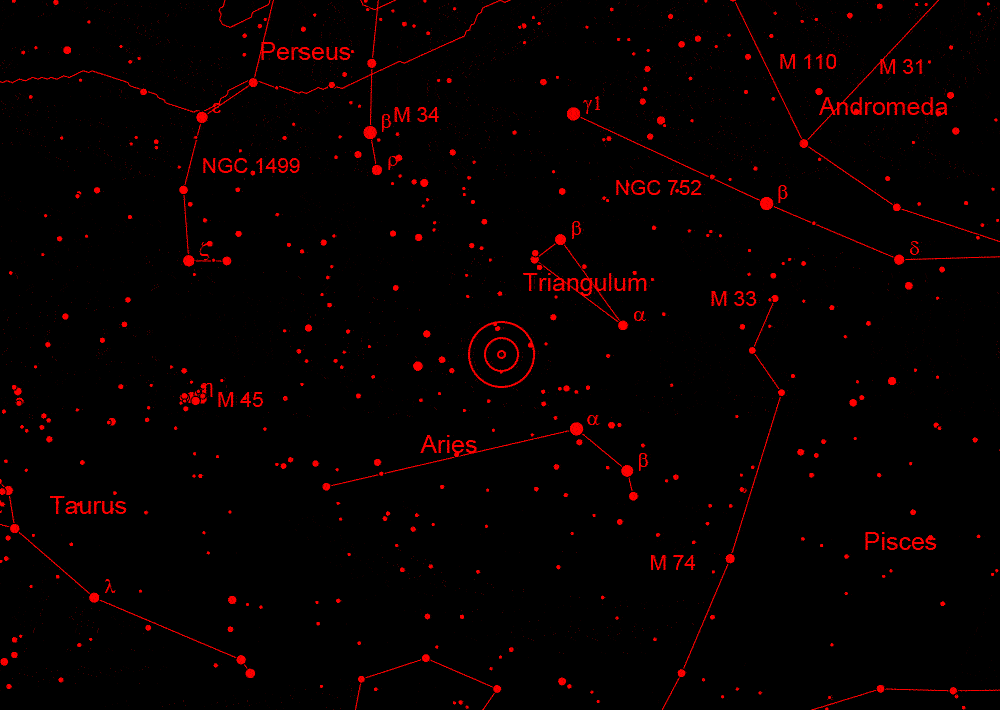 Perseus
M 110
M 31
ε
γ1
Andromeda
β
M 34
ρ
NGC 1499
NGC 752
β
ζ
β
δ
Triangulum
M 33
α
η
M 45
Aries
α
β
Taurus
Pisces
M 74
λ